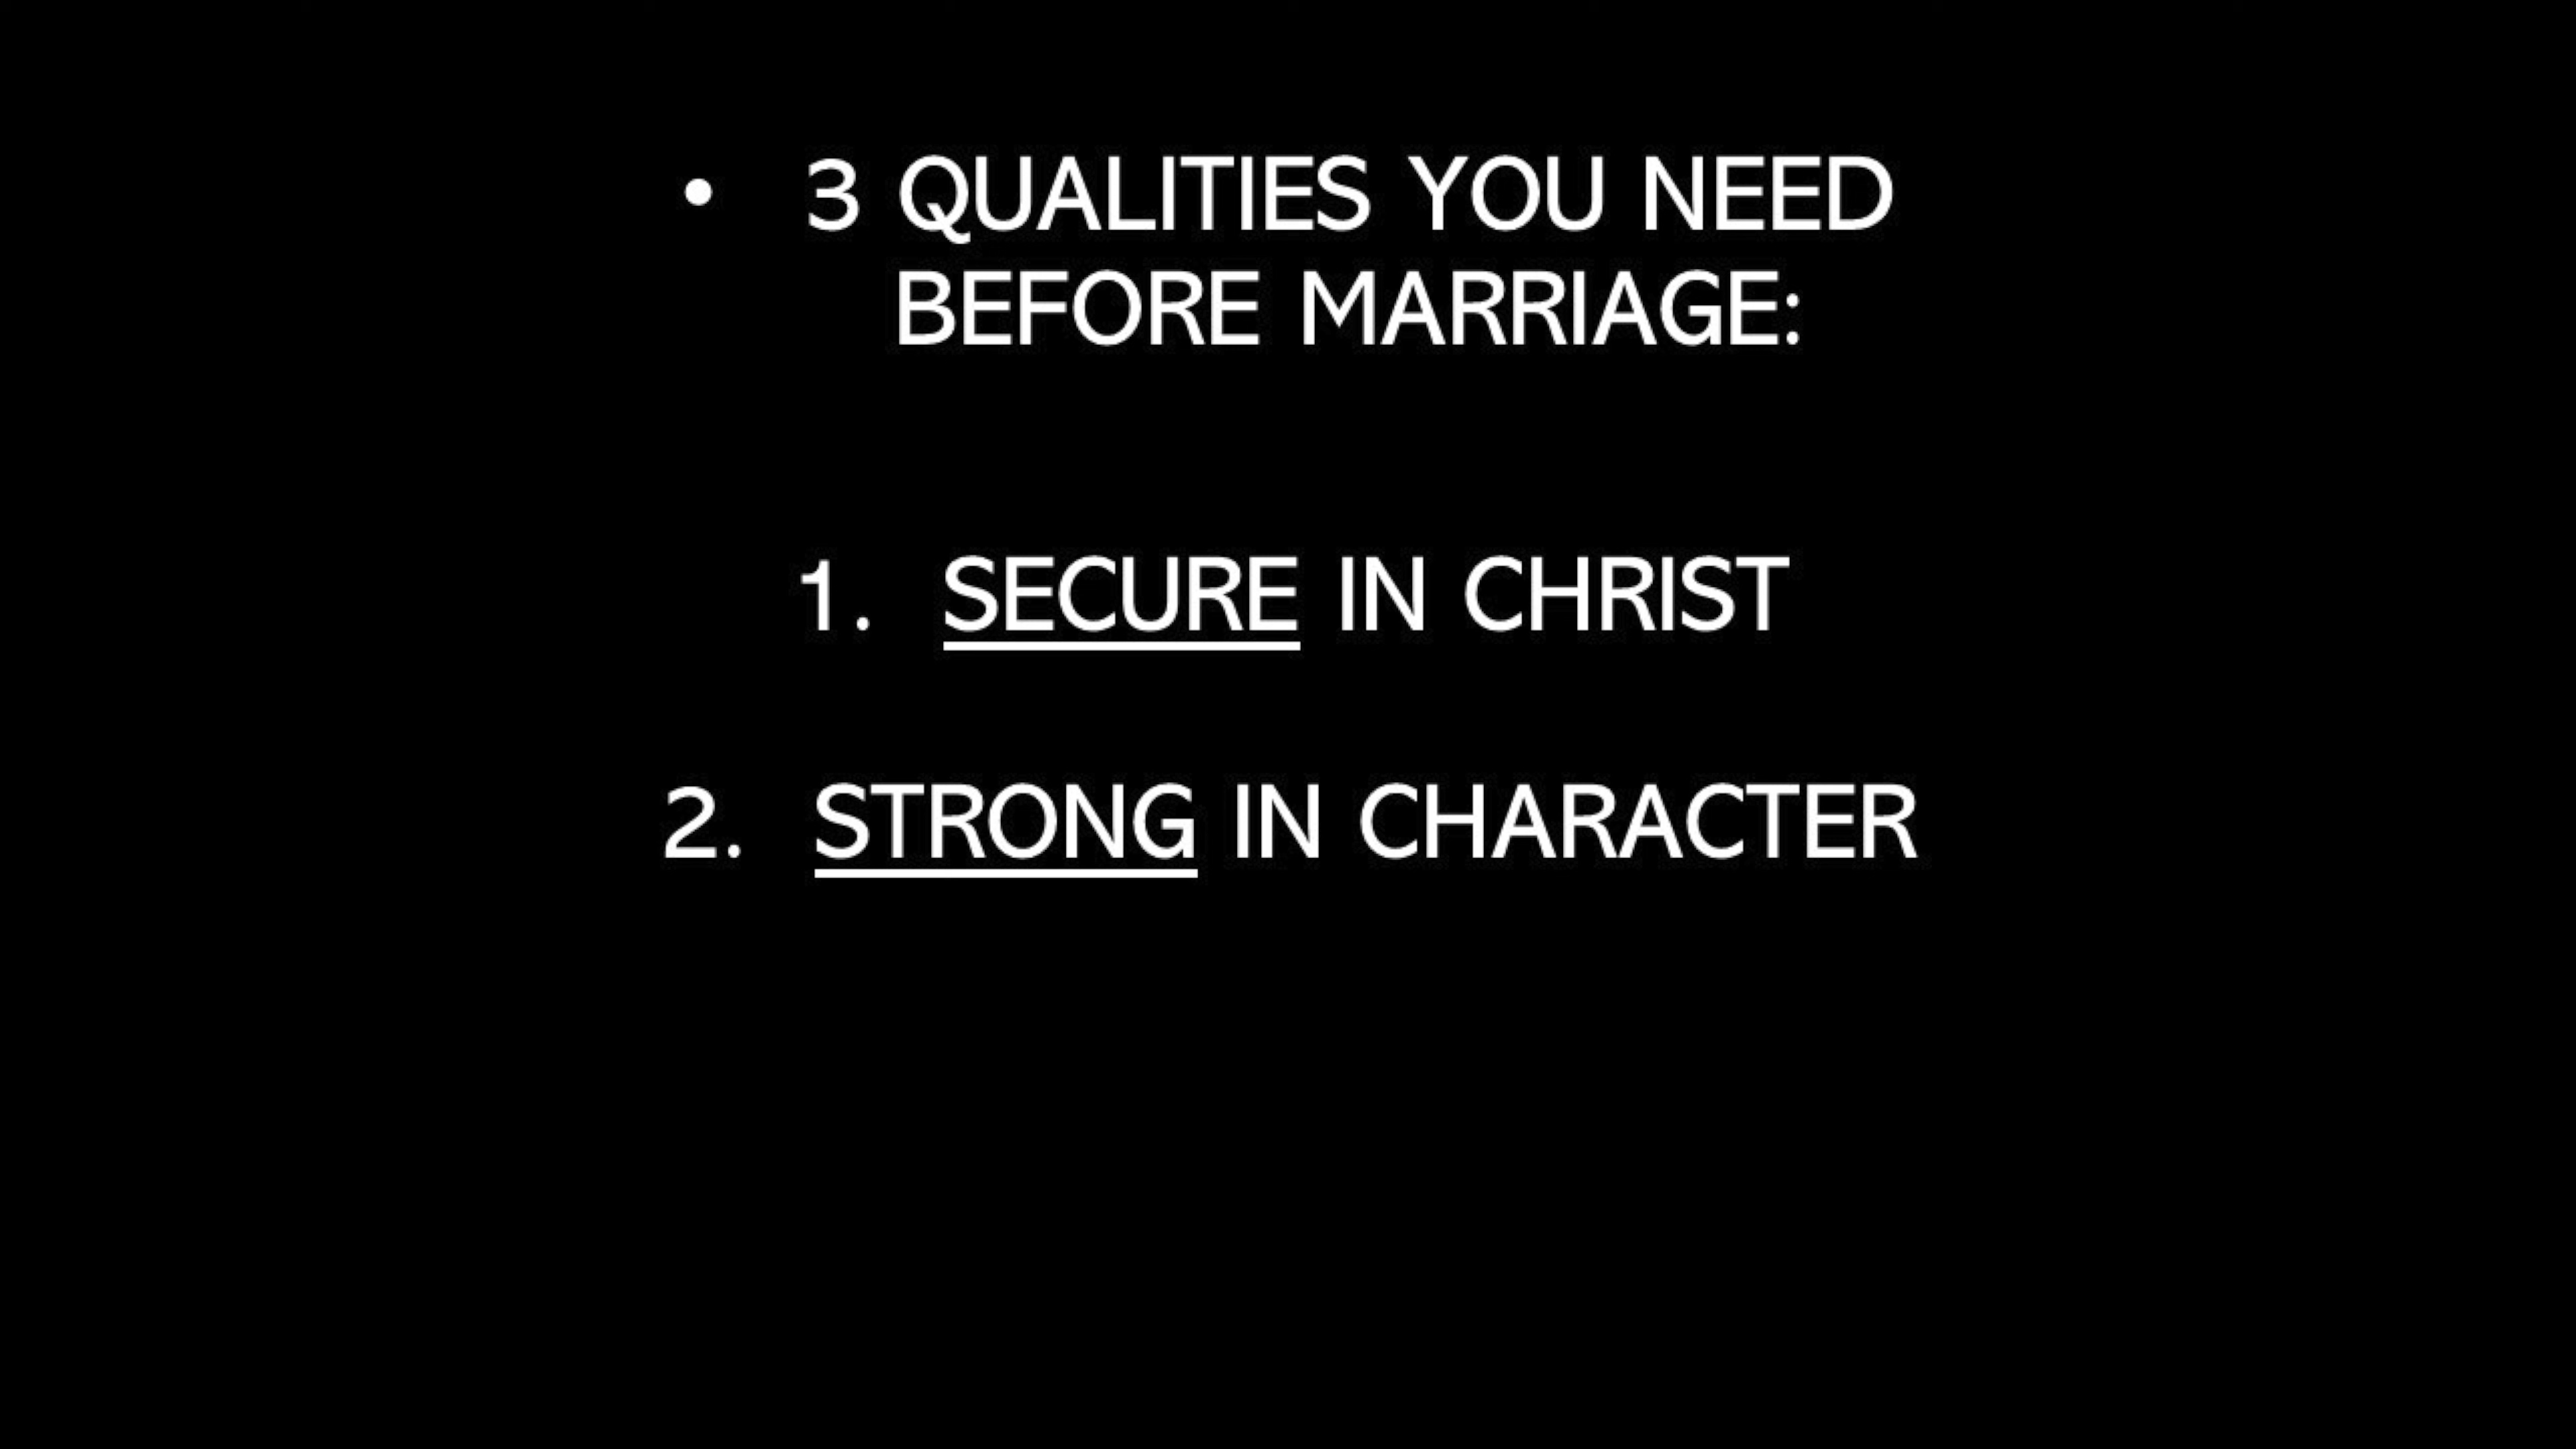 • 3 QUALITIES YOU NEED
BEFORE MARRIAGE:
1. SECURE IN CHRIST
2. STRONG IN CHARACTER